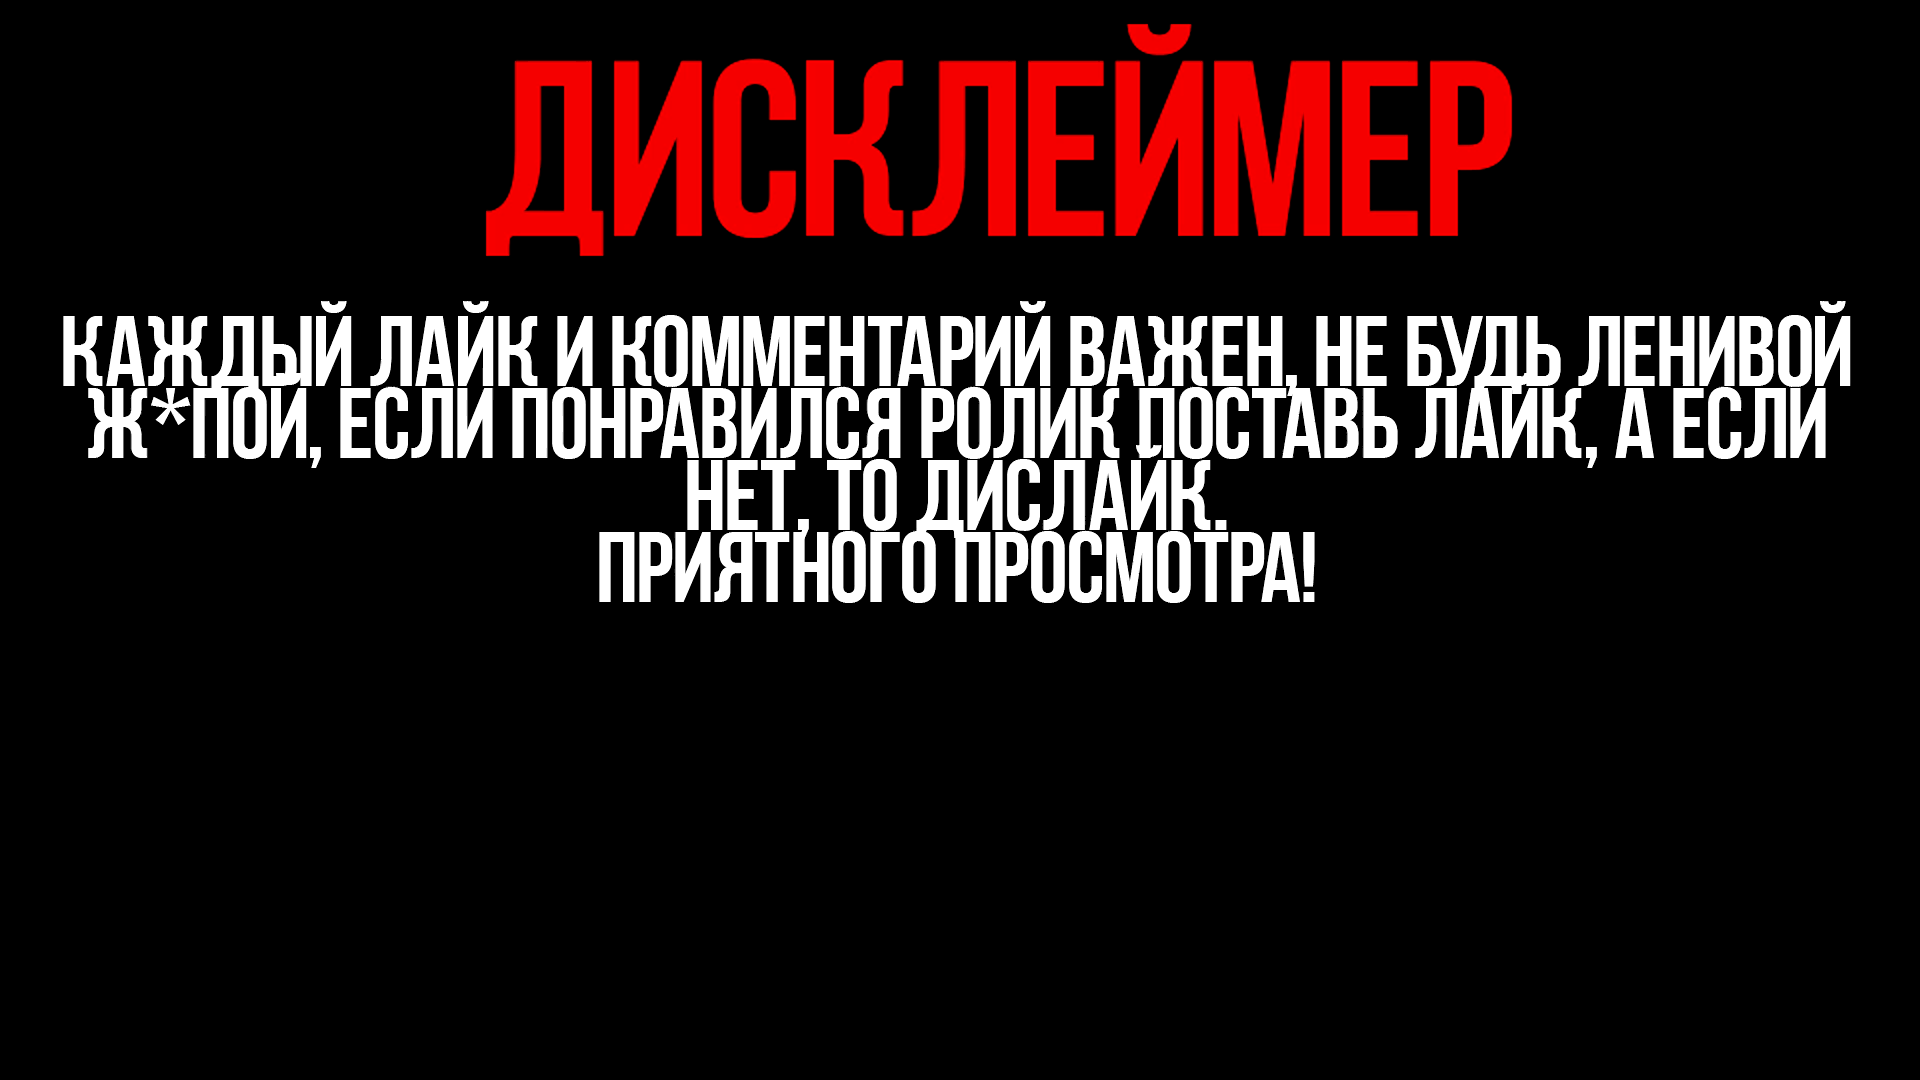 ДИСКЛЕЙМЕР
КАЖДЫЙ ЛАЙК И КОММЕНТАРИЙ ВАЖЕН, НЕ БУДЬ ЛЕНИВОЙ
Ж*ПОЙ, ЕСЛИ ПОНРАВИЛСЯ РОЛИК ПОСТАВЬ ЛАЙК, А ЕСЛИ
НЕТ, ТО ДИСЛАЙК.
ПРИЯТНОГО ПРОСМОТРА!